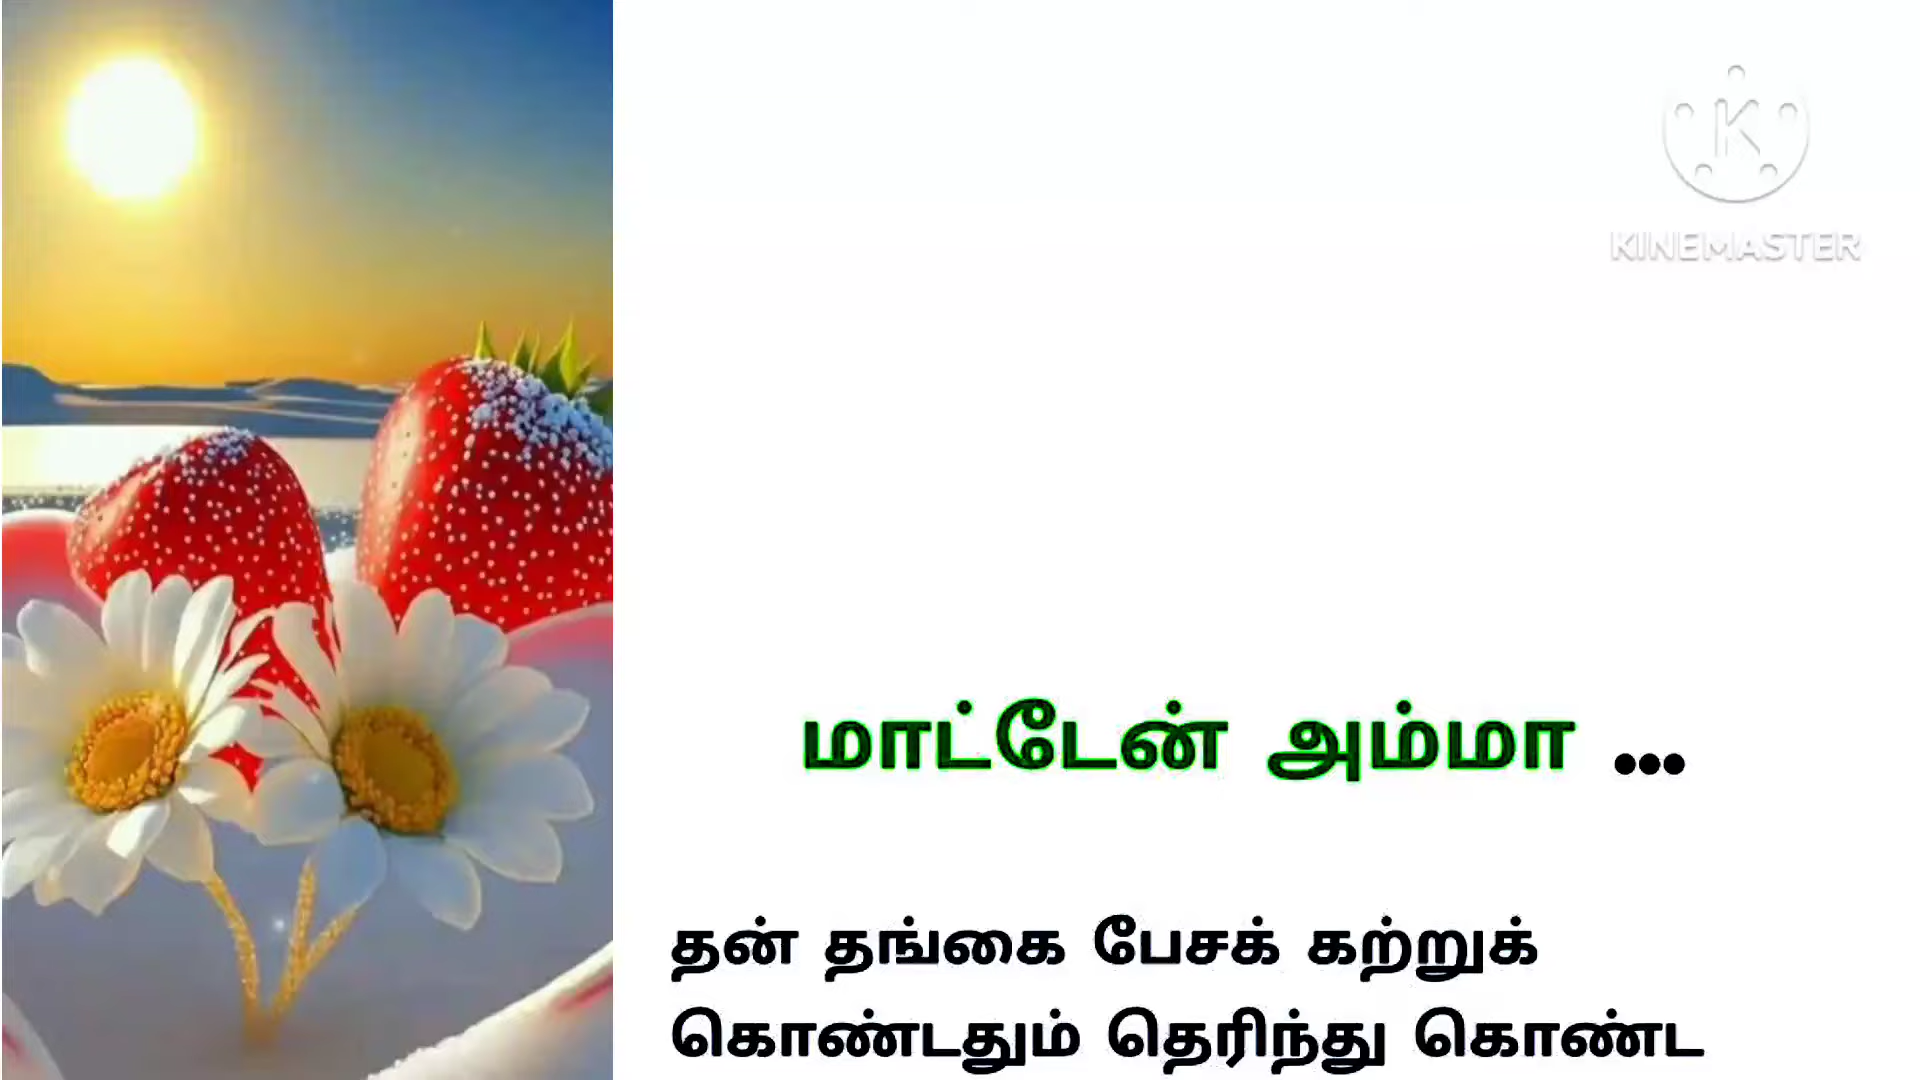 KINEMASTER
மாட்டேன் அம்மா ...
தன் தங்கை பேசக் கற்றுக்
கொண்டதும் தெரிந்து கொண்ட